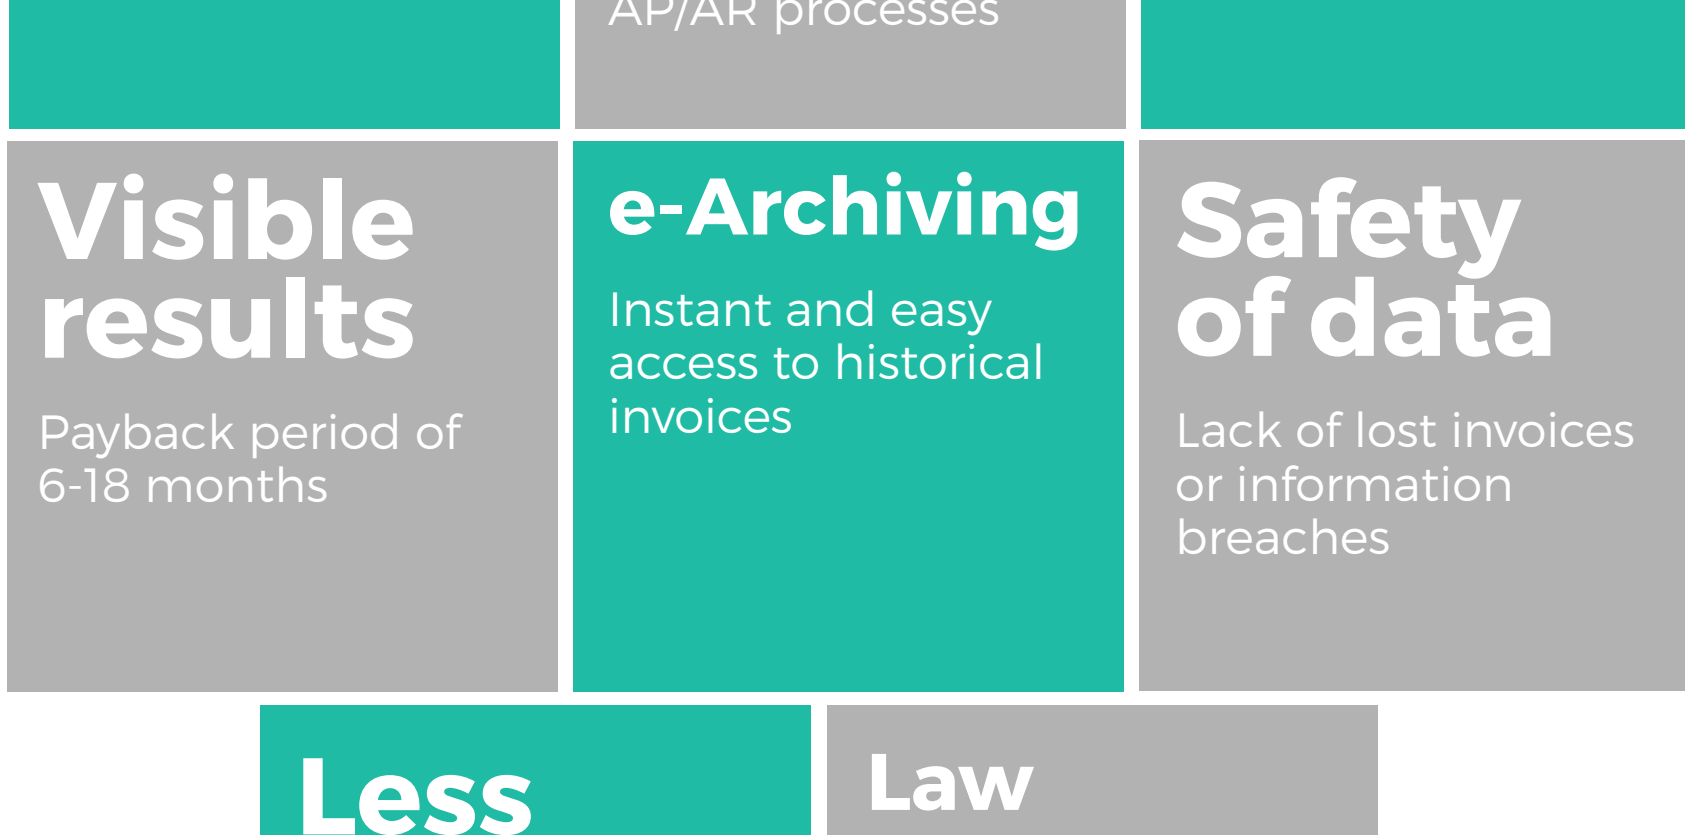 AP/AR processes
Visible
results
Payback period of
6-18 months
e-Archiving
Instant and easy
access to historical
invoices
Safety
of data
Lack of lost invoices
or information
breaches
Less
Law